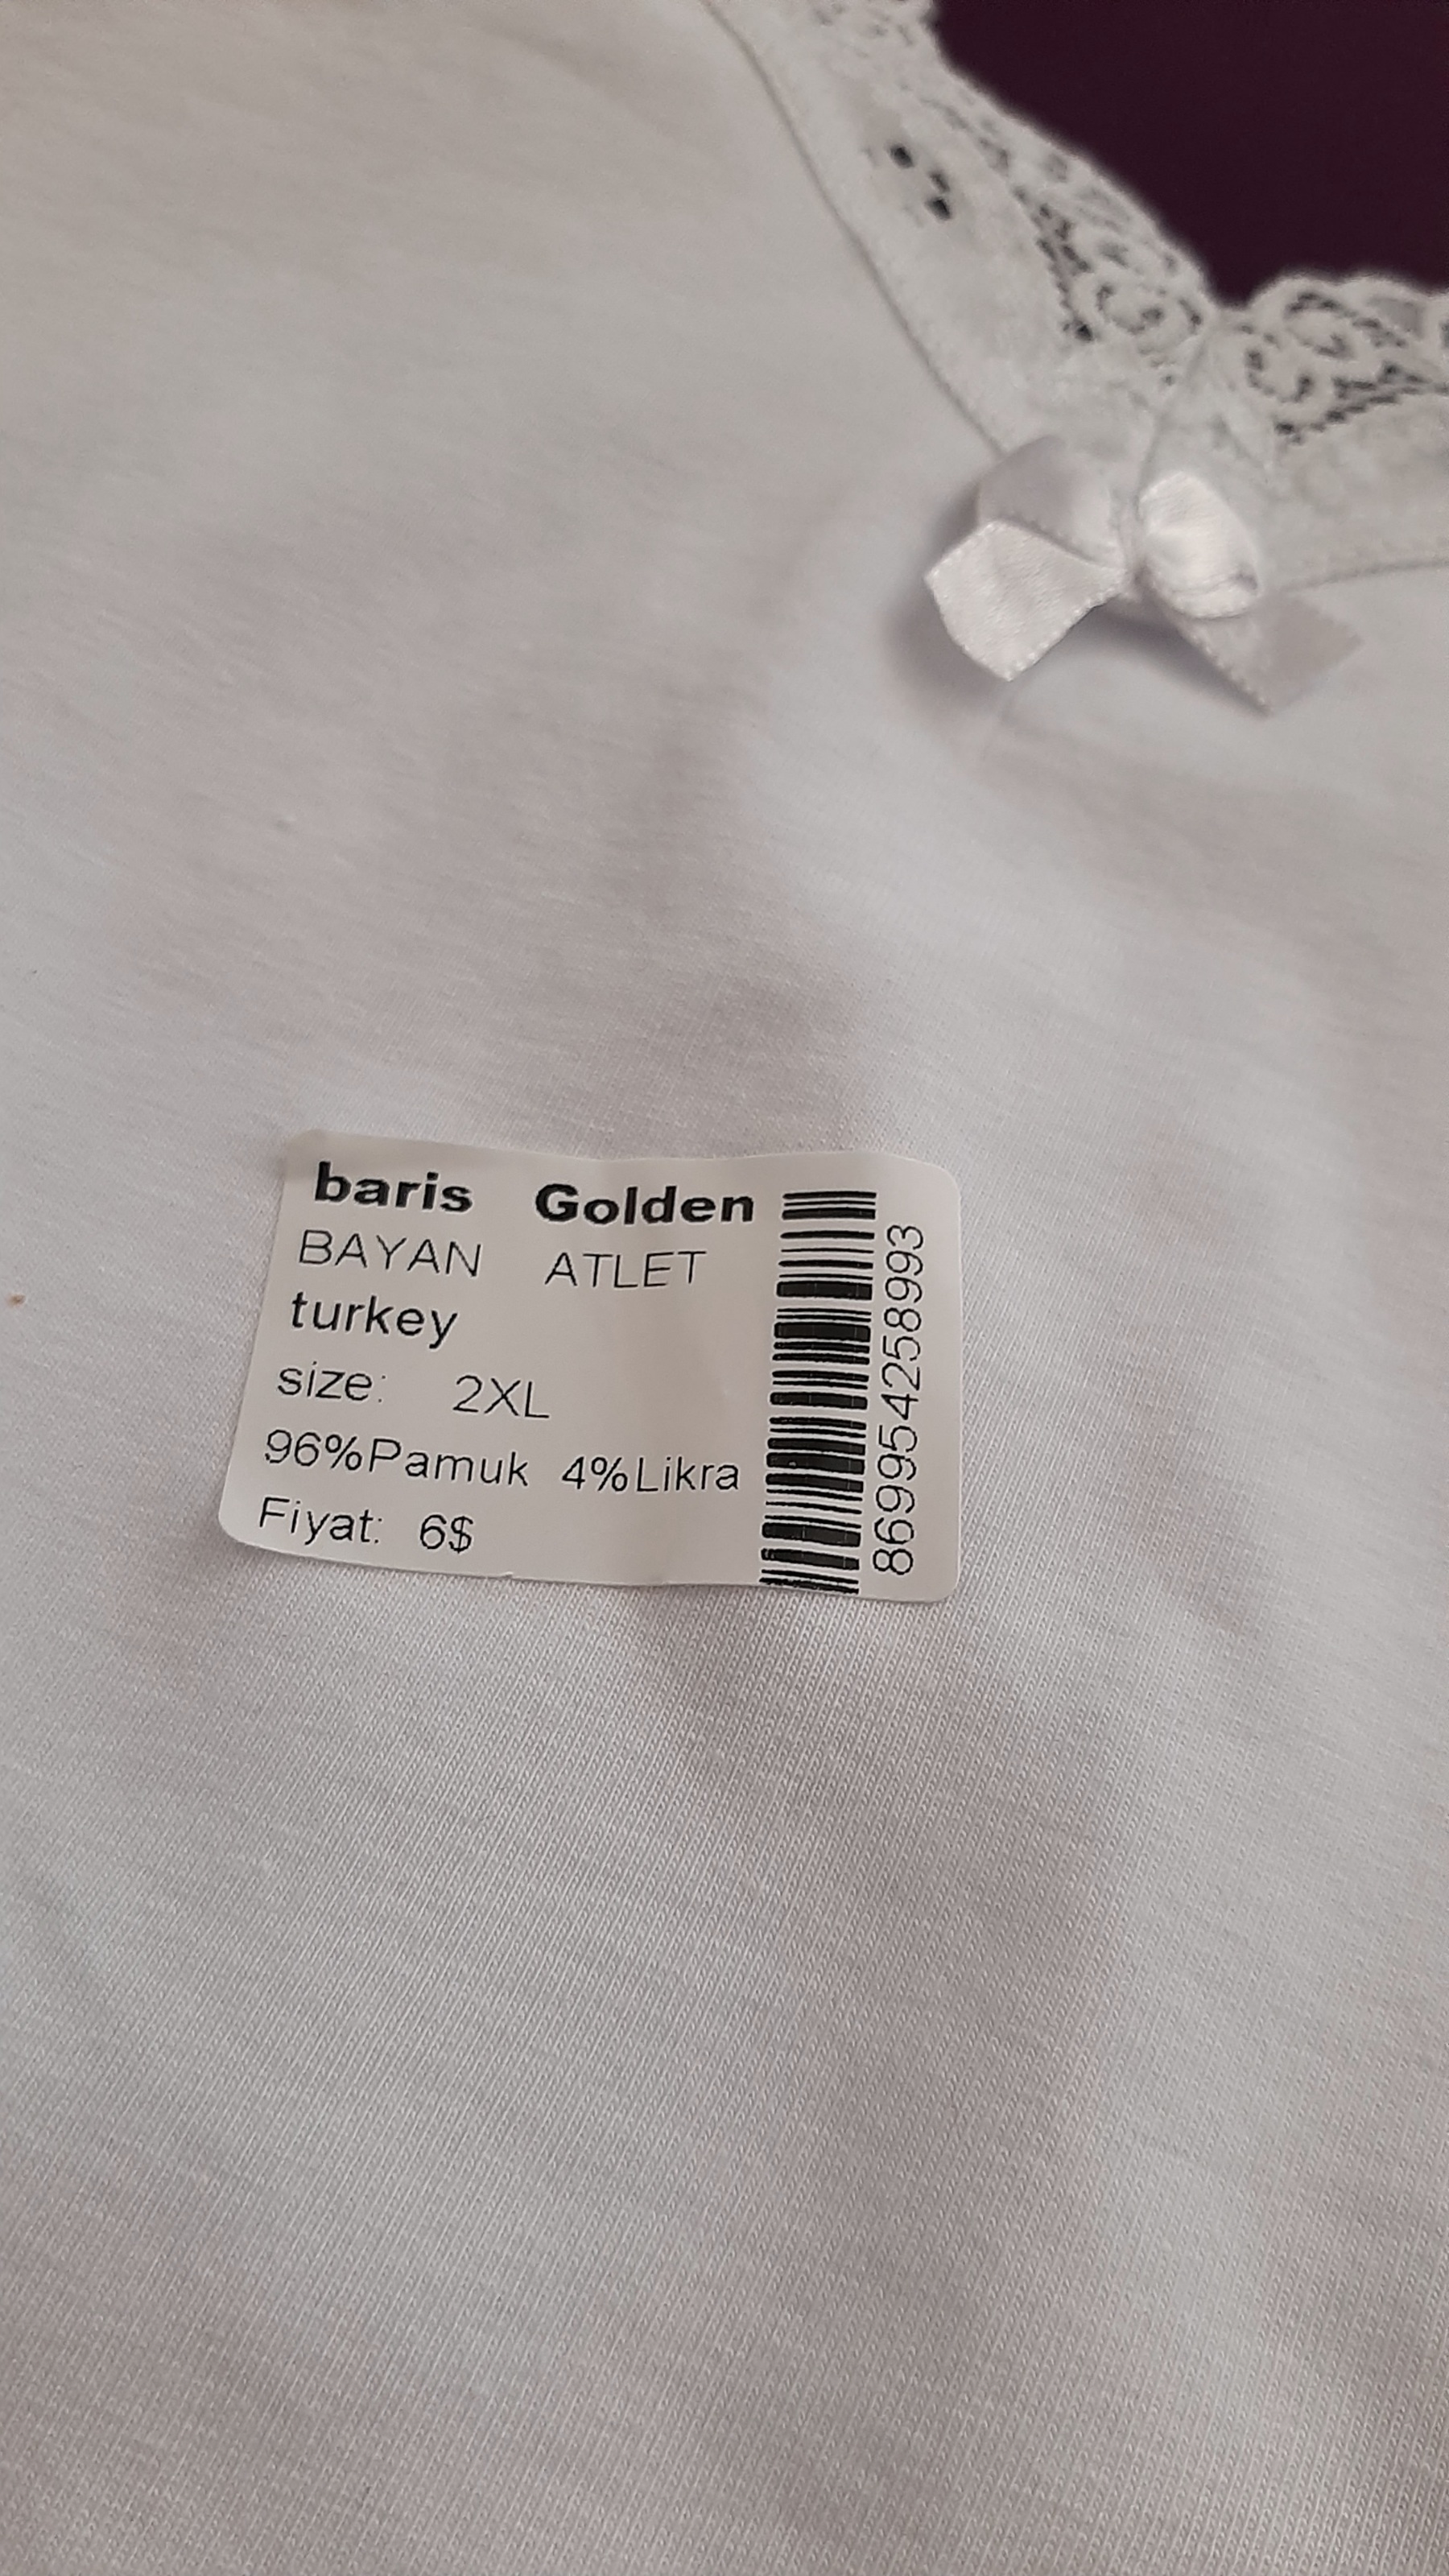 baris Golden
BAYAN ATLET
turkey
size: 2XL
96%Pamuk 4%Likra
Fiyat: 6$
8699542258993